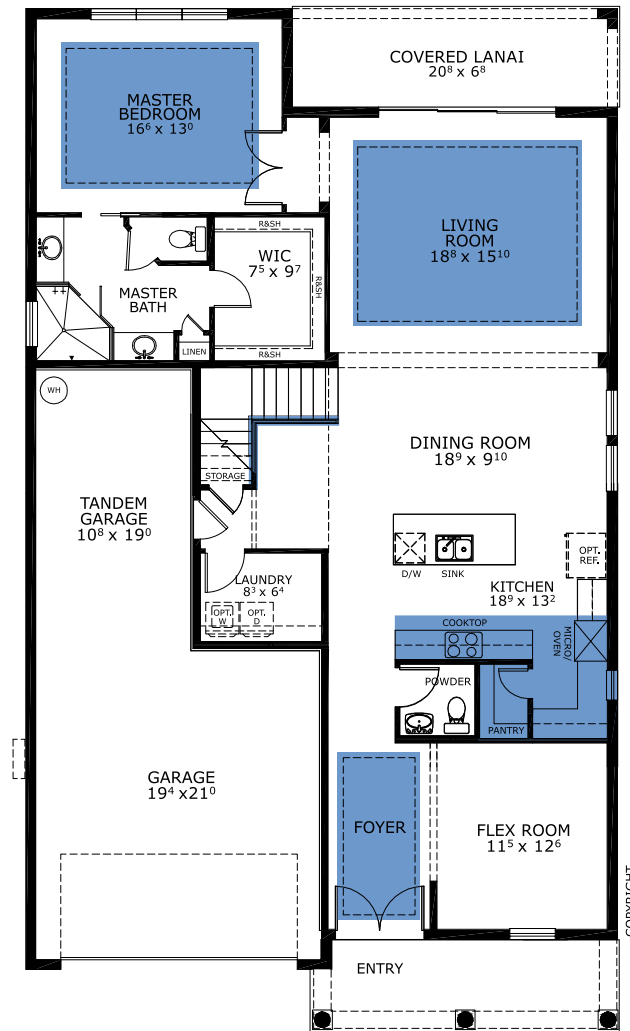 COVERED LANAI
20⁸ x 6⁸
MASTER
BEDROOM
16⁶ x 13⁰
R&SH
WIC
7⁵ x 9⁷
R&SH
R&SH
LIVING
ROOM
18⁸ x 15¹⁰
MASTER
BATH
LINEN
WH
STORAGE
DINING ROOM
18⁹ x 9¹⁰
TANDEM
GARAGE
10⁸ x 19⁰
D/W
SINK
OPT.
REF.
KITCHEN
18⁹ x 13²
LAUNDRY
8³ x 6⁴
OPT.
W
OPT.
D
COOKTOP
MICRO/
OVEN
POWDER
PANTRY
GARAGE
19⁴ x21⁰
FOYER
FLEX ROOM
11⁵ x 12⁶
COPYRIGHT
ENTRY